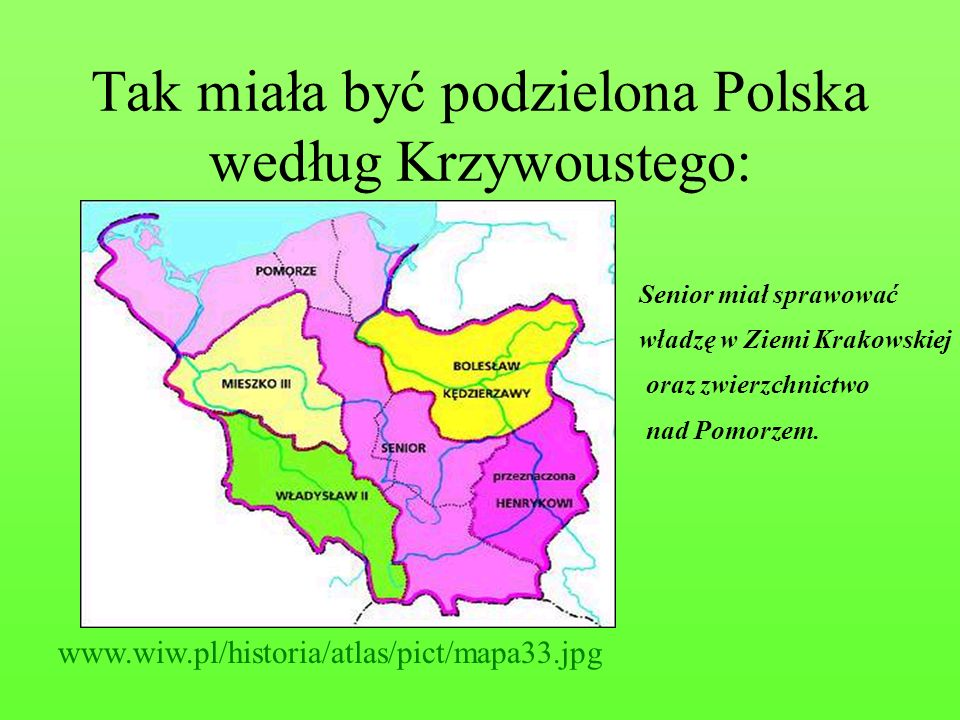 Tak miała być podzielona Polska
według Krzywoustego:
POMORZE
MIESZKO III
BOLESŁAW
KĘDZIERZAWY
SENIOR
WŁADYSŁAW II
przeznaczona
HENRYKOWI
Senior miał sprawować
władzę w Ziemi Krakowskiej
oraz zwierzchnictwo
nad Pomorzem.
www.wiw.pl/historia/atlas/pict/mapa33.jpg